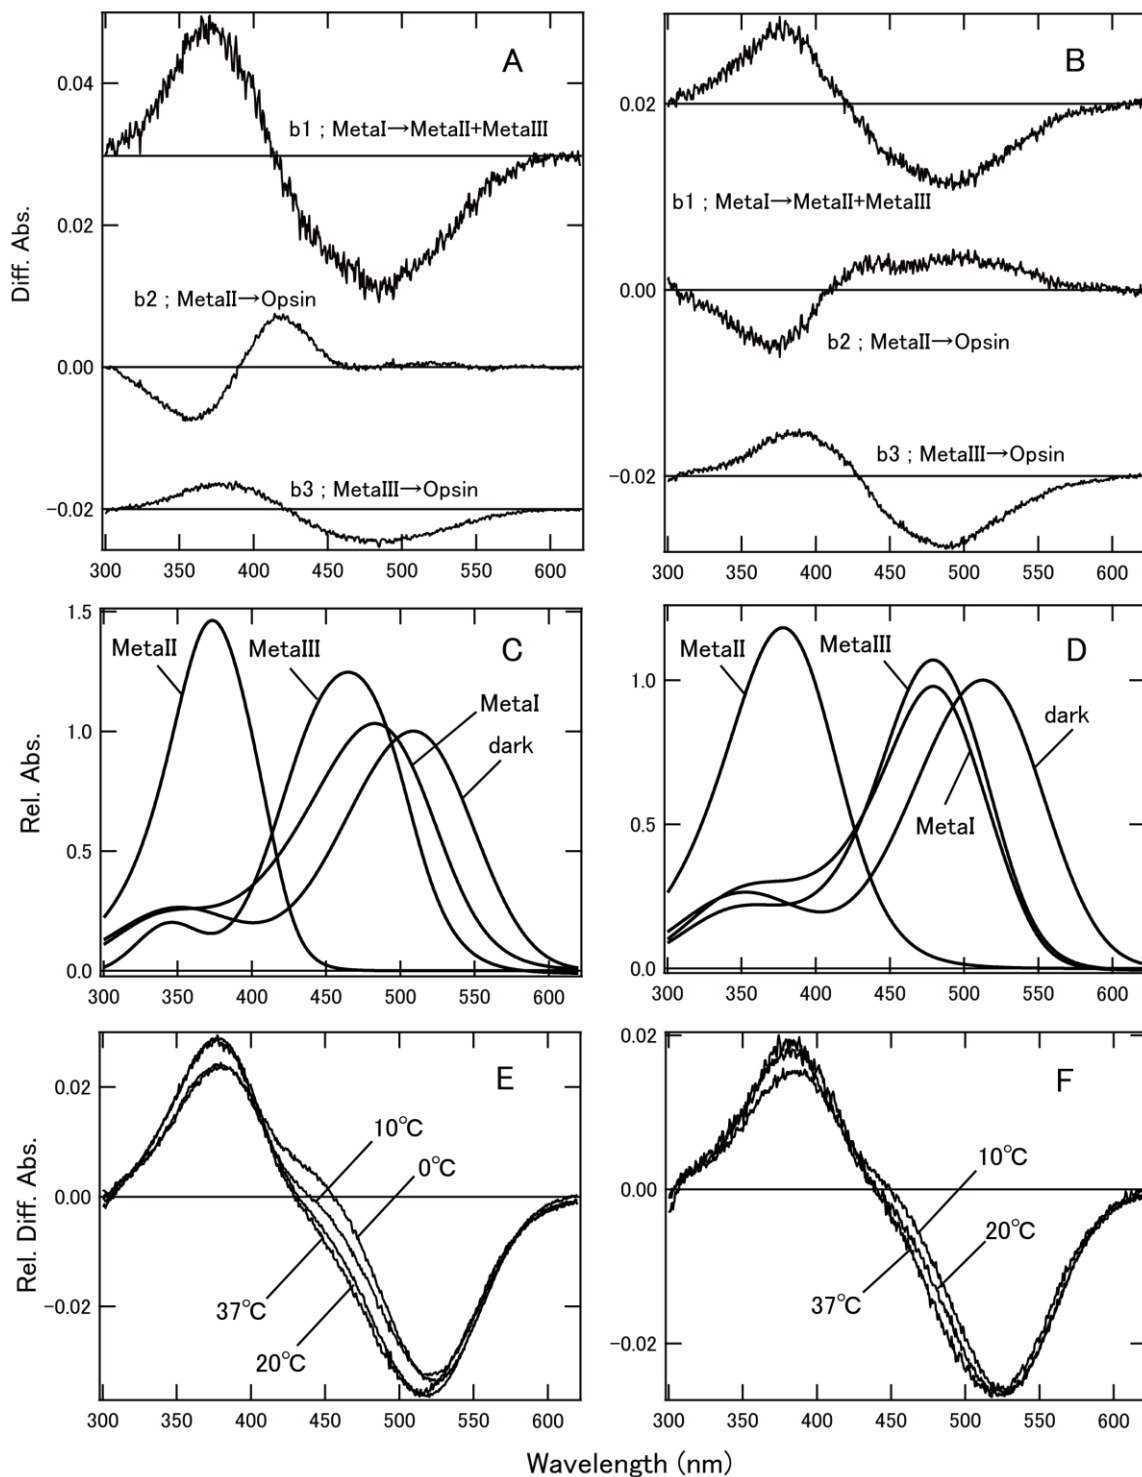 A
0.04
b1 ; MetaI→MetaII+MetaIII
0.02
b2 ; MetaII→Opsin
0.00
b3 ; MetaIII→Opsin
−0.02
300 350 400 450 500 550 600
Diff. Abs.
B
0.02
b1 ; MetaI→MetaII+MetaIII
0.00
b2 ; MetaII→Opsin
b3 ; MetaIII→Opsin
−0.02
300 350 400 450 500 550 600
1.5
MetaII MetaIII C
MetaI
1.0
dark
0.5
0.0
300 350 400 450 500 550 600
Rel. Abs.
MetaII MetaIII D
1.0
dark
MetaI
0.5
0.0
300 350 400 450 500 550 600
E
0.02
10℃
0℃
0.00
37℃
−0.02
20℃
300 350 400 450 500 550 600
Rel. Diff. Abs.
0.02
F
10℃
0.00
20℃
37℃
−0.02
300 350 400 450 500 550 600
Wavelength (nm)